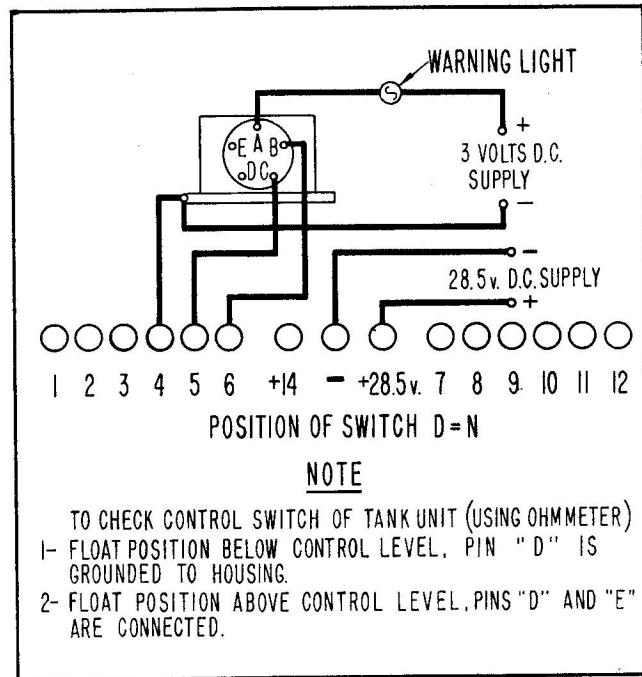 WARNING LIGHT
+
E A B
3 VOLTS D.C.
SUPPLY
D C
−
−
28.5 v. D.C. SUPPLY
+
1 2 3 4 5 6 +14 − +28.5v. 7 8 9 10 11 12
POSITION OF SWITCH D=N
NOTE
TO CHECK CONTROL SWITCH OF TANK UNIT (USING OHMMETER)
1- FLOAT POSITION BELOW CONTROL LEVEL, PIN "D" IS
GROUNDED TO HOUSING.
2- FLOAT POSITION ABOVE CONTROL LEVEL, PINS "D" AND "E"
ARE CONNECTED.